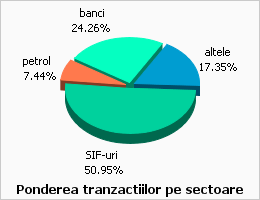 banci
24.26%
altele
17.35%
petrol
7.44%
SIF-uri
50.95%
Ponderea tranzactiilor pe sectoare